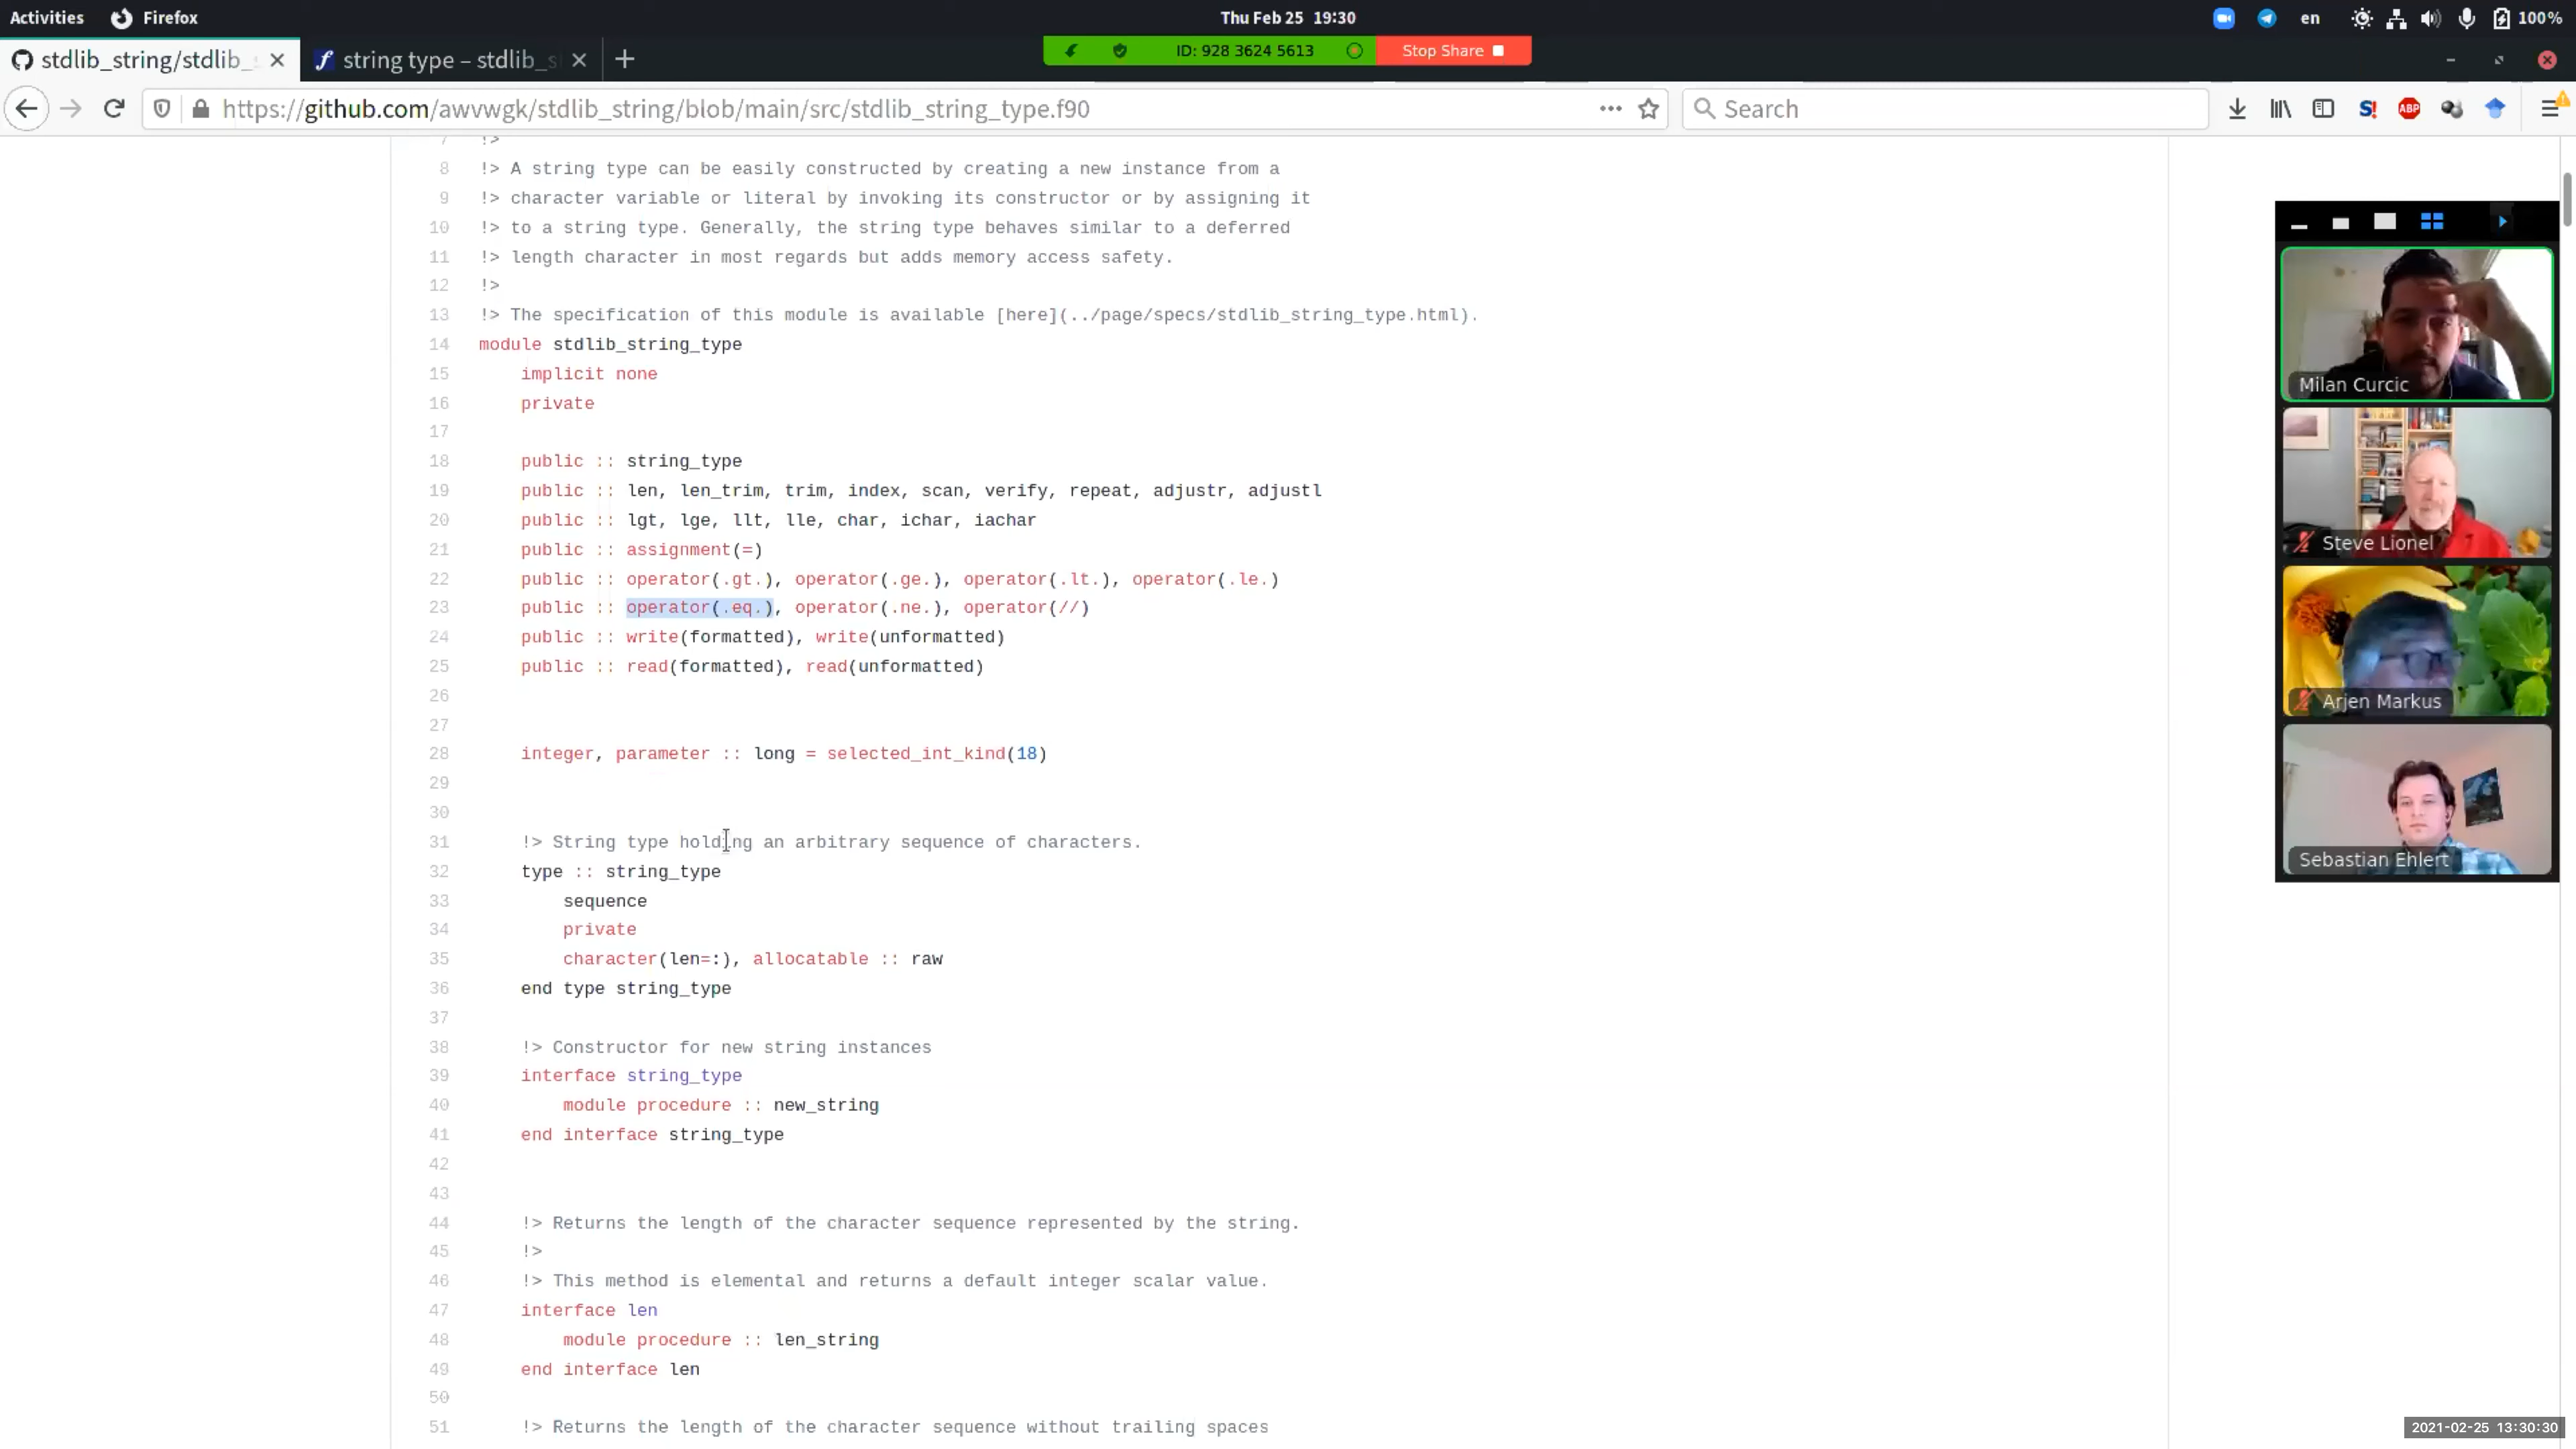 Activities Firefox Thu Feb 25 19:30 en 100%
stdlib_string/stdlib_ string type – stdlib_s ID: 928 3624 5613 Stop Share
https://github.com/awvwgk/stdlib_string/blob/main/src/stdlib_string_type.f90 Search ABP
7 !>
8 !> A string type can be easily constructed by creating a new instance from a
9 !> character variable or literal by invoking its constructor or by assigning it
10 !> to a string type. Generally, the string type behaves similar to a deferred
11 !> length character in most regards but adds memory access safety.
12 !>
13 !> The specification of this module is available [here](../page/specs/stdlib_string_type.html).
14 module stdlib_string_type
15 implicit none
16 private
17
18 public :: string_type
19 public :: len, len_trim, trim, index, scan, verify, repeat, adjustr, adjustl
20 public :: lgt, lge, llt, lle, char, ichar, iachar
21 public :: assignment(=)
22 public :: operator(.gt.), operator(.ge.), operator(.lt.), operator(.le.)
23 public :: operator(.eq.), operator(.ne.), operator(//)
24 public :: write(formatted), write(unformatted)
25 public :: read(formatted), read(unformatted)
26
27
28 integer, parameter :: long = selected_int_kind(18)
29
30
31 !> String type holding an arbitrary sequence of characters.
32 type :: string_type
33 sequence
34 private
35 character(len=:), allocatable :: raw
36 end type string_type
37
38 !> Constructor for new string instances
39 interface string_type
40 module procedure :: new_string
41 end interface string_type
42
43
44 !> Returns the length of the character sequence represented by the string.
45 !>
46 !> This method is elemental and returns a default integer scalar value.
47 interface len
48 module procedure :: len_string
49 end interface len
50
51 !> Returns the length of the character sequence without trailing spaces
Milan Curcic
Steve Lionel
Arjen Markus
Sebastian Ehlert
2021-02-25 13:30:30